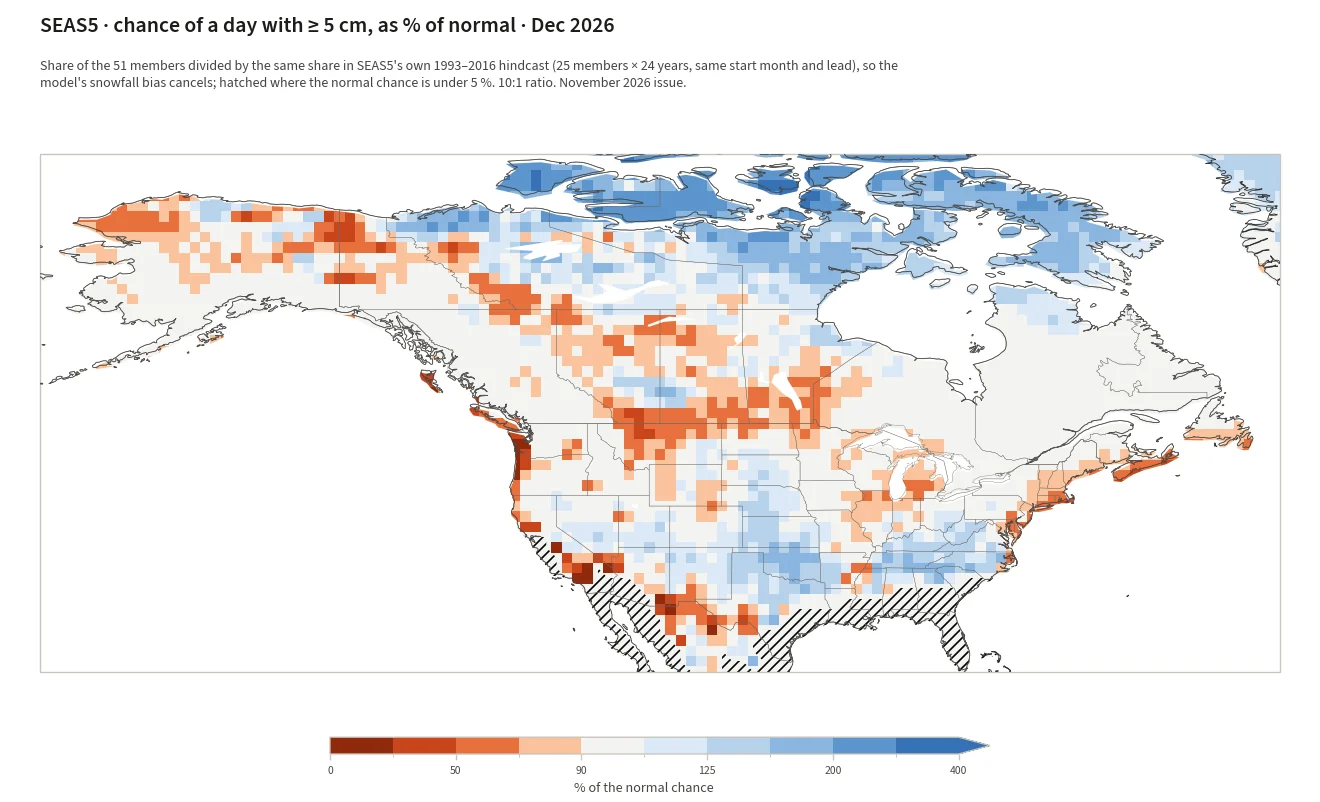 SEAS5 · chance of a day with ≥ 5 cm, as % of normal · Dec 2026
Share of the 51 members divided by the same share in SEAS5's own 1993–2016 hindcast (25 members × 24 years, same start month and lead), so the
model's snowfall bias cancels; hatched where the normal chance is under 5 %. 10:1 ratio. November 2026 issue.
0 50 90 125 200 400
% of the normal chance